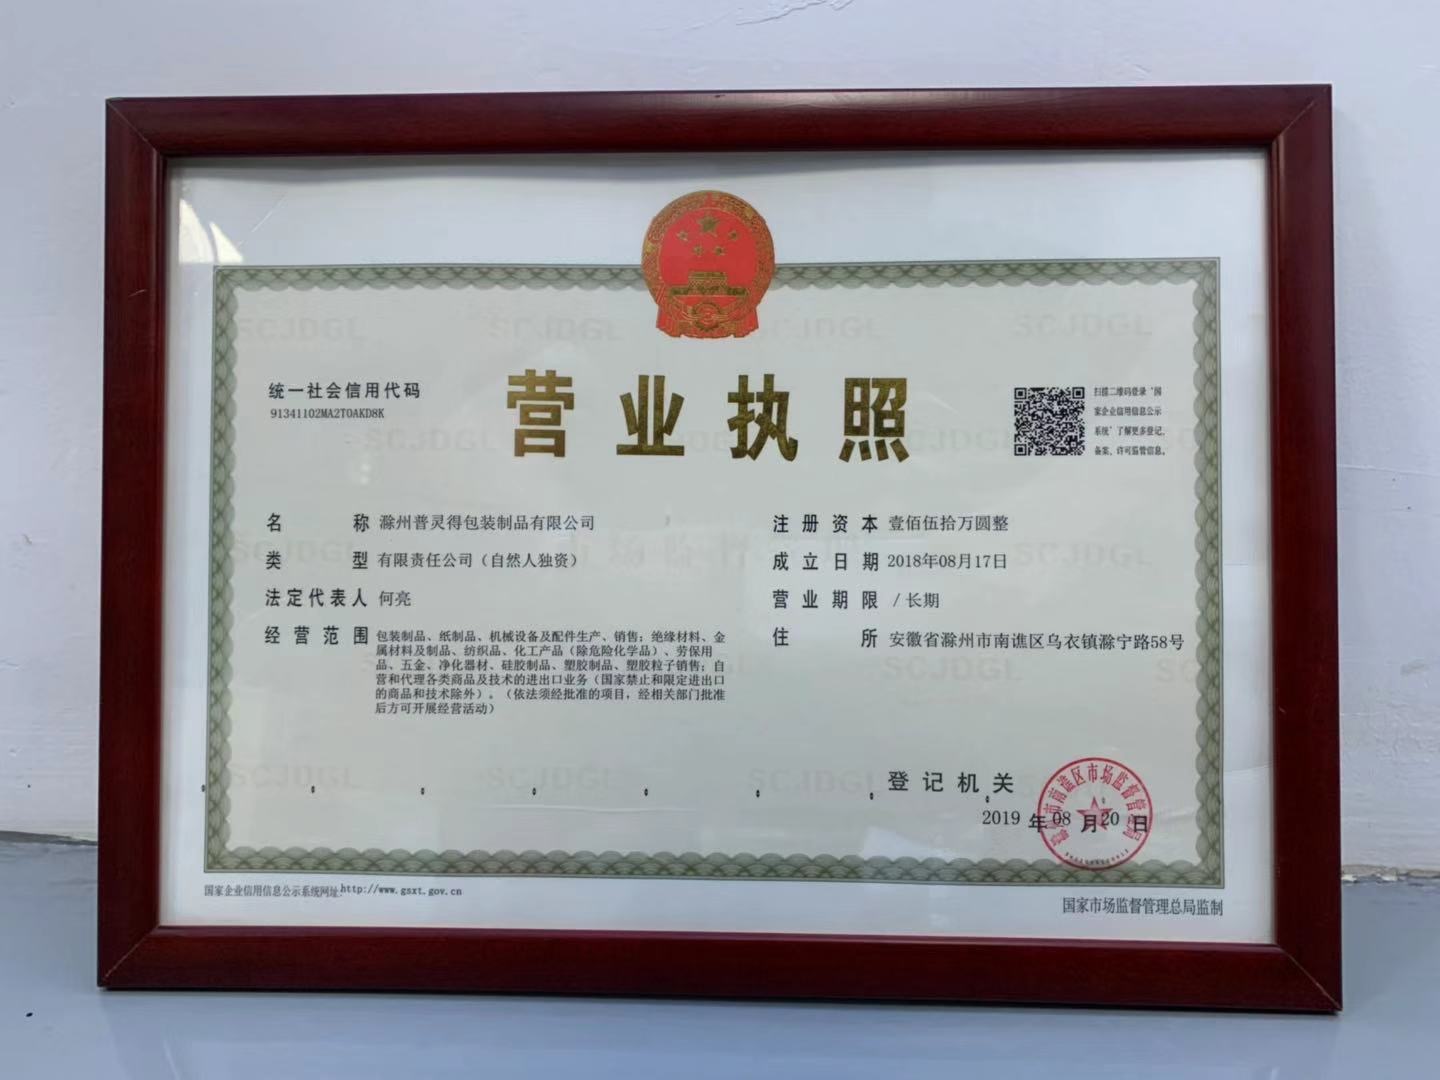 统一社会信用代码
91341102MA2T0AKD8K
营业执照
扫描二维码登录‘国
家企业信用信息公示
系统’了解更多登记、
备案、许可监管信息。
名称 滁州普灵得包装制品有限公司
类型 有限责任公司（自然人独资）
法定代表人 何亮
经营范围 包装制品、纸制品、机械设备及配件生产、销售；绝缘材料、金
属材料及制品、纺织品、化工产品（除危险化学品）、劳保用
品、五金、净化器材、硅胶制品、塑胶制品、塑胶粒子销售；自
营和代理各类商品及技术的进出口业务（国家禁止和限定进出口
的商品和技术除外）。（依法须经批准的项目，经相关部门批准
后方可开展经营活动）
注册资本 壹佰伍拾万圆整
成立日期 2018年08月17日
营业期限 / 长期
住所 安徽省滁州市南谯区乌衣镇滁宁路58号
登记机关
2019 年 08 月 20 日
国家企业信用信息公示系统网址:http://www.gsxt.gov.cn
国家市场监督管理总局监制